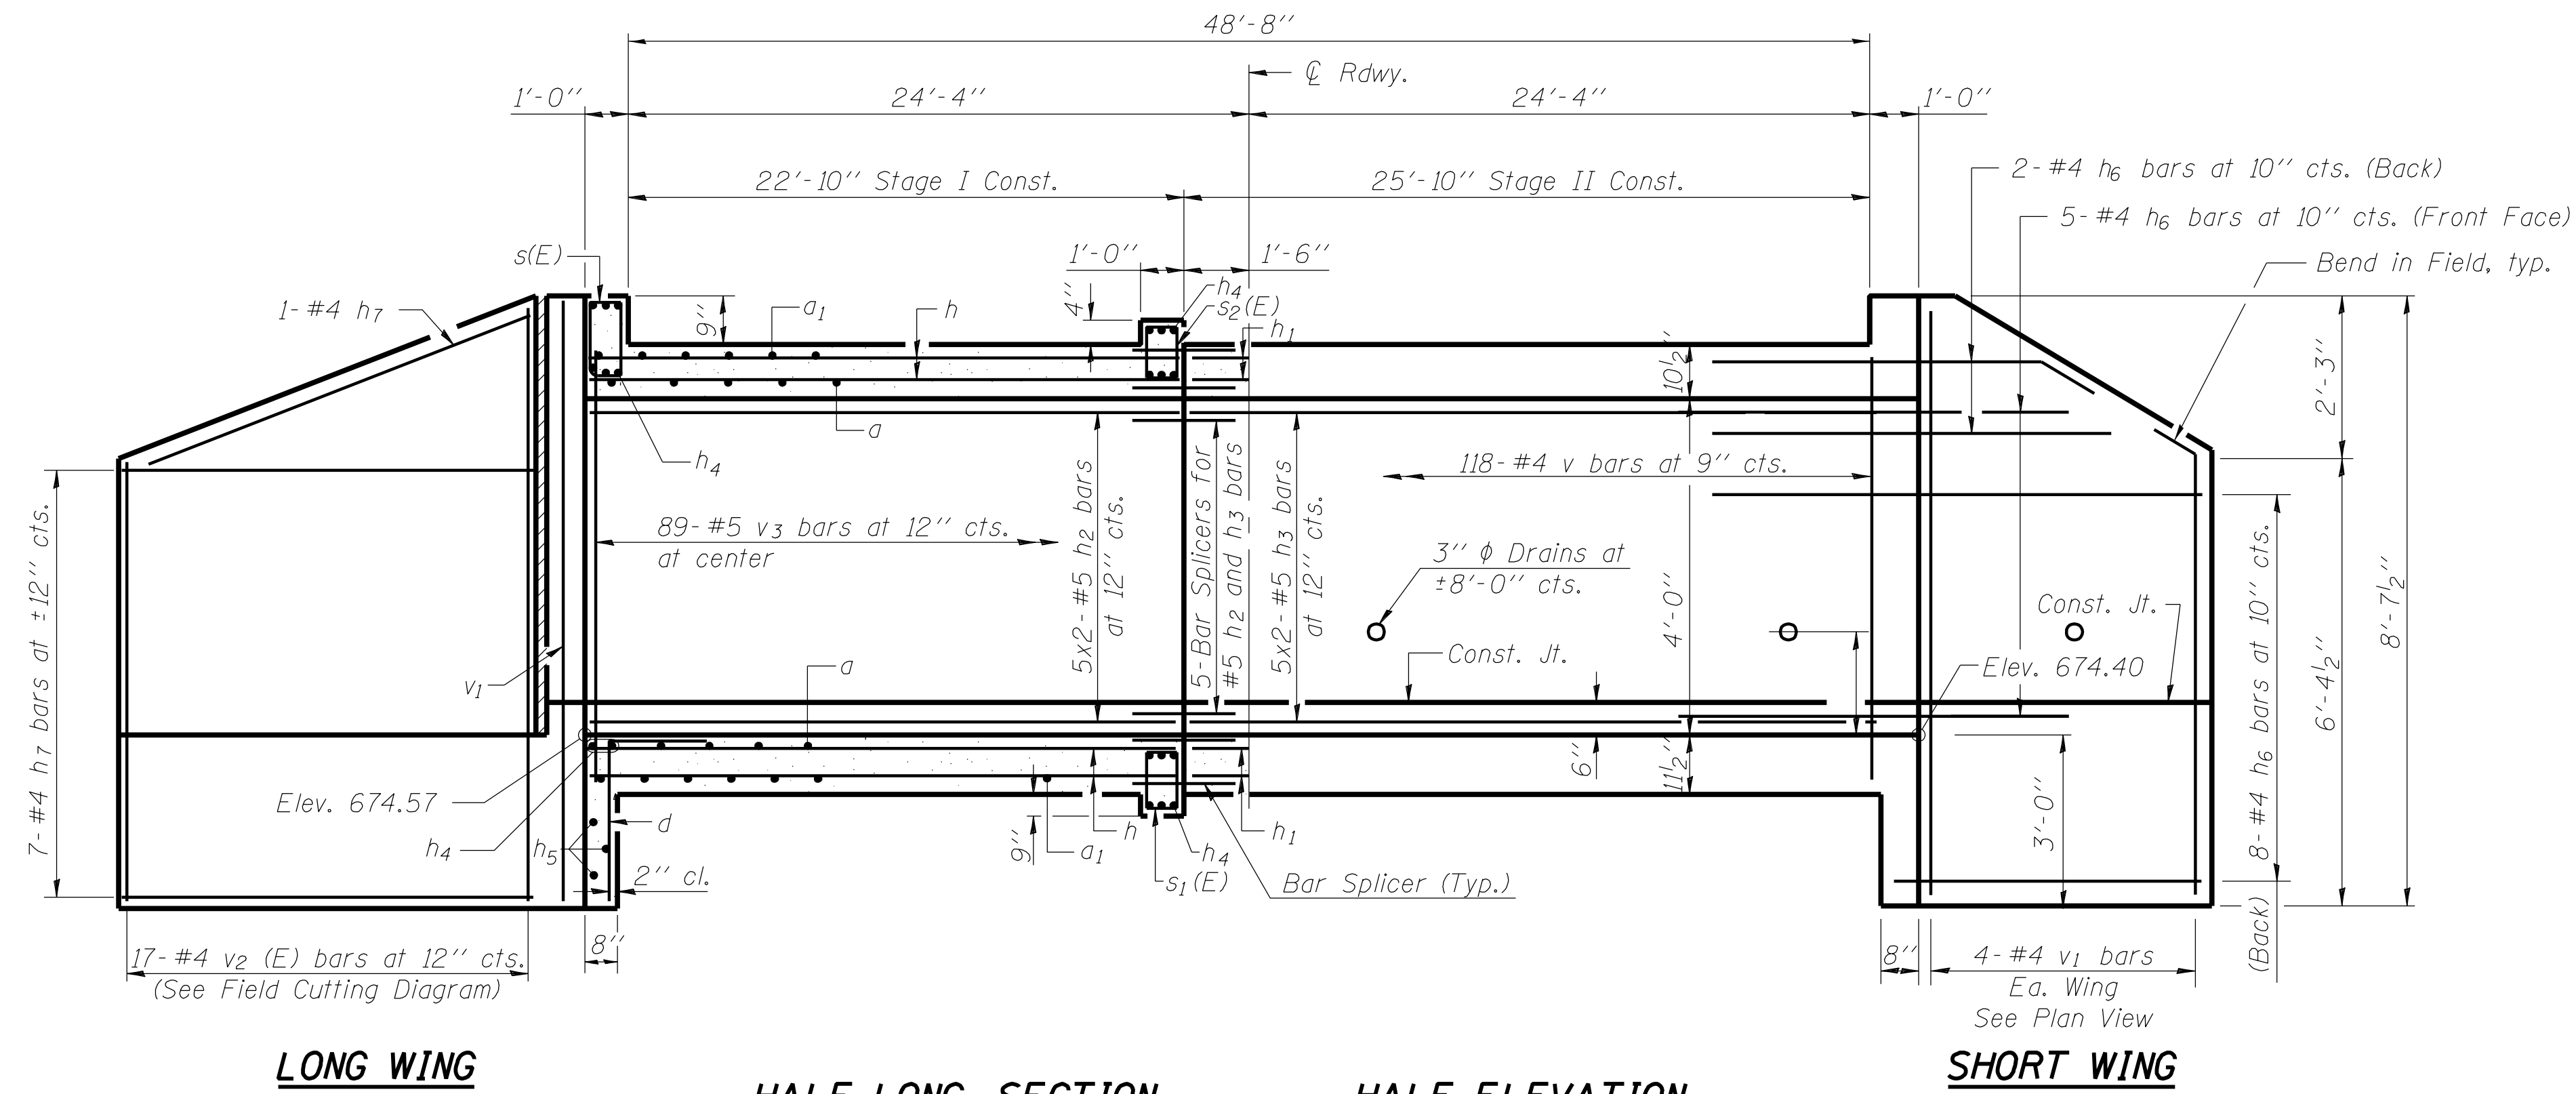 48'-8"
℄ Rdwy.
1'-0"
24'-4"
24'-4"
1'-0"
22'-10" Stage I Const.
25'-10" Stage II Const.
2-#4 h6 bars at 10" cts. (Back)
5-#4 h6 bars at 10" cts. (Front Face)
Bend in Field, typ.
s(E)
1'-0"
1'-6"
1-#4 h7
9"
a1
h
4"
h4
s2(E)
h1
10½"
2'-3"
a
h4
118-#4 v bars at 9" cts.
89-#5 v3 bars at 12" cts.
at center
5x2-#5 h2 bars
at 12" cts.
5-Bar Splicers for
#5 h2 and h3 bars
5x2-#5 h3 bars
at 12" cts.
3" ϕ Drains at
±8'-0" cts.
4'-0"
7-#4 h7 bars at ±12" cts.
Const. Jt.
Const. Jt.
8'-7½"
6'-4½"
8-#4 h6 bars at 10" cts.
(Back)
v1
a
Elev. 674.40
Elev. 674.57
h4
h5
d
2" cl.
9"
a1
h
h4
s1(E)
h1
Bar Splicer (Typ.)
6"
11½"
3'-0"
17-#4 v2 (E) bars at 12" cts.
(See Field Cutting Diagram)
8"
8"
4-#4 v1 bars
Ea. Wing
See Plan View
LONG WING
HALF LONG. SECTION
HALF ELEVATION
SHORT WING